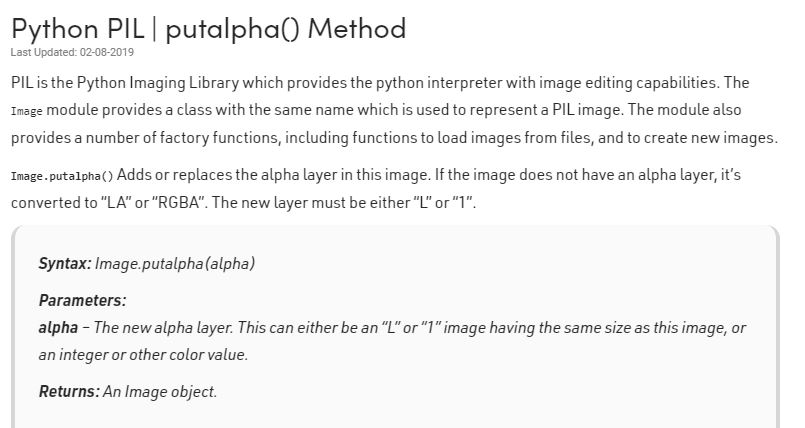 Python PIL | putalpha() Method
Last Updated: 02-08-2019
PIL is the Python Imaging Library which provides the python interpreter with image editing capabilities. The
Image module provides a class with the same name which is used to represent a PIL image. The module also
provides a number of factory functions, including functions to load images from files, and to create new images.
Image.putalpha() Adds or replaces the alpha layer in this image. If the image does not have an alpha layer, it’s
converted to “LA” or “RGBA”. The new layer must be either “L” or “1”.
Syntax: Image.putalpha(alpha)
Parameters:
alpha – The new alpha layer. This can either be an “L” or “1” image having the same size as this image, or
an integer or other color value.
Returns: An Image object.